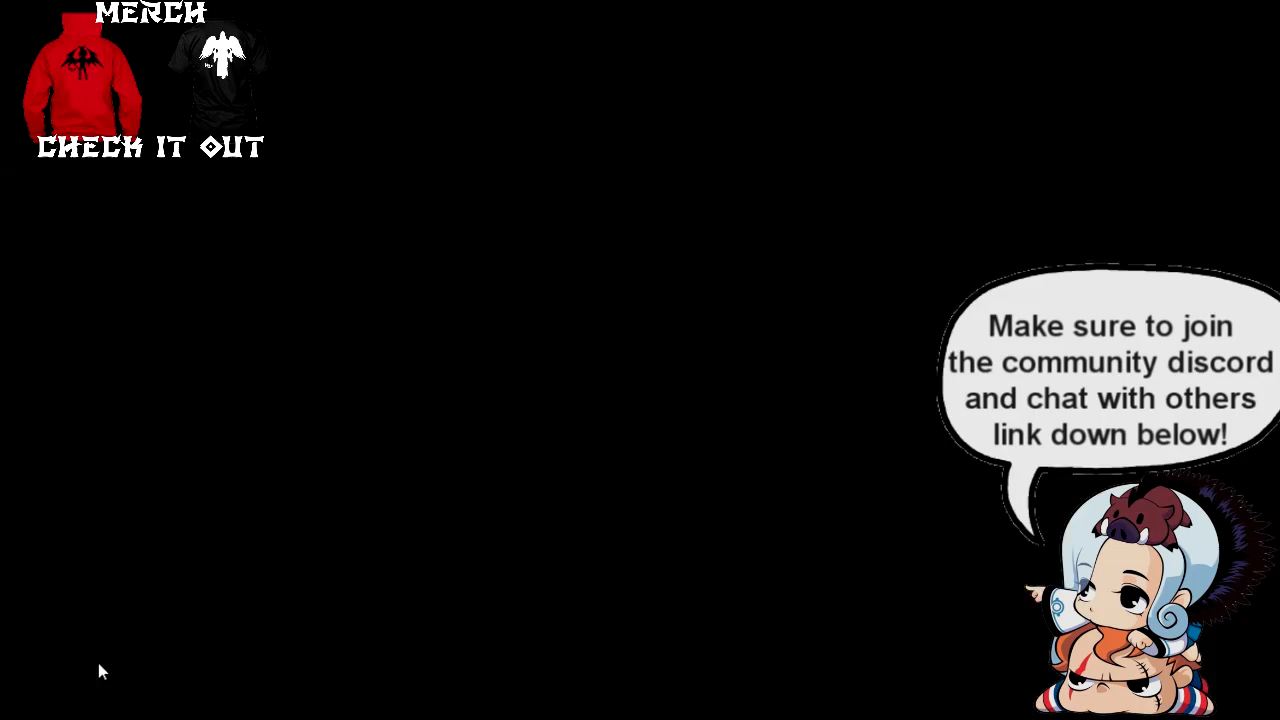 MERCH
CHECK IT OUT
Make sure to join
the community discord
and chat with others
link down below!